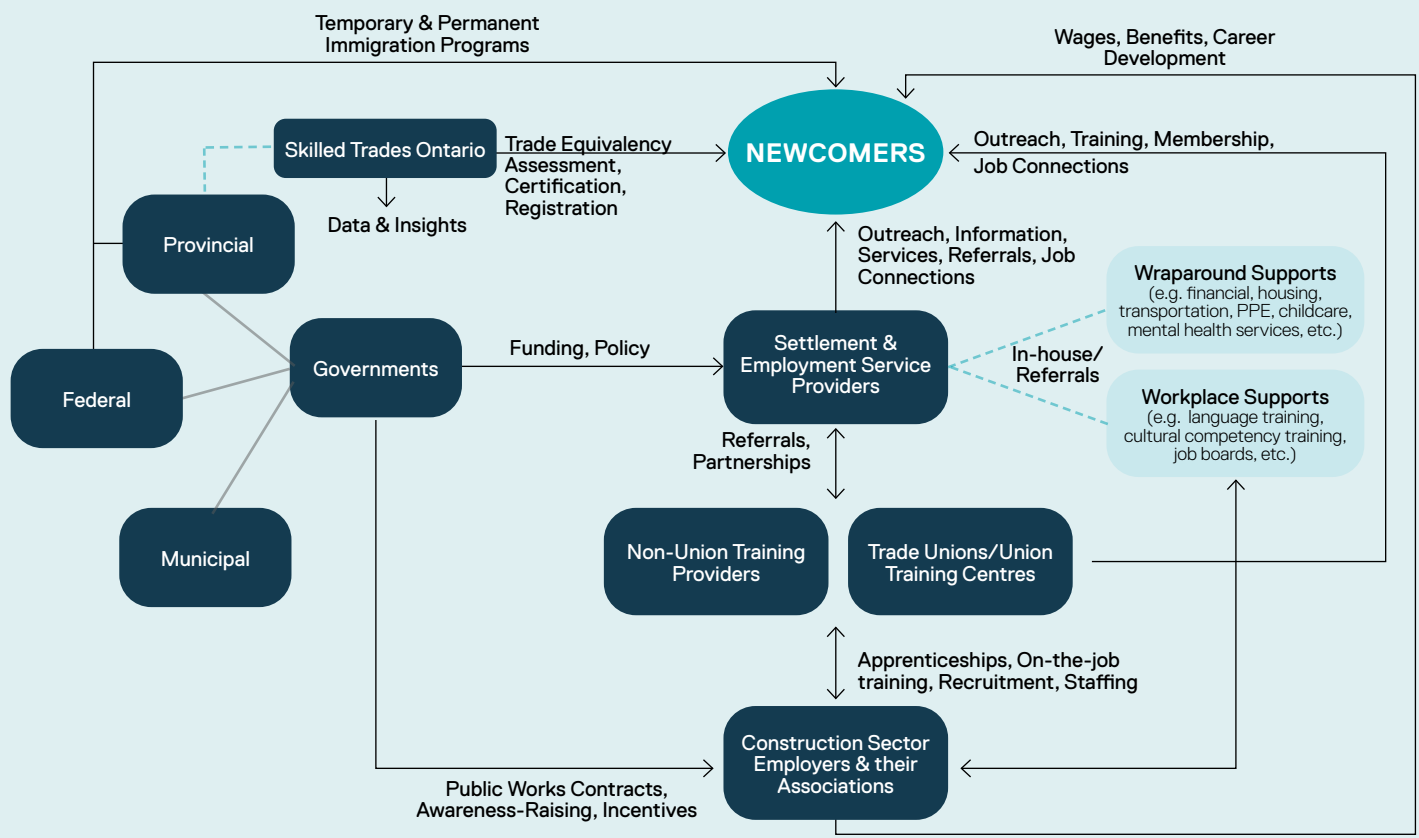 Temporary & Permanent
Immigration Programs
Wages, Benefits, Career
Development
Skilled Trades Ontario
Trade Equivalency
Assessment,
Certification,
Registration
NEWCOMERS
Outreach, Training, Membership,
Job Connections
Data & Insights
Provincial
Outreach, Information,
Services, Referrals, Job
Connections
Wraparound Supports
(e.g. financial, housing,
transportation, PPE, childcare,
mental health services, etc.)
Governments
Funding, Policy
Settlement &
Employment Service
Providers
In-house/
Referrals
Federal
Workplace Supports
(e.g. language training,
cultural competency training,
job boards, etc.)
Referrals,
Partnerships
Municipal
Non-Union Training
Providers
Trade Unions/Union
Training Centres
Apprenticeships, On-the-job
training, Recruitment, Staffing
Construction Sector
Employers & their
Associations
Public Works Contracts,
Awareness-Raising, Incentives